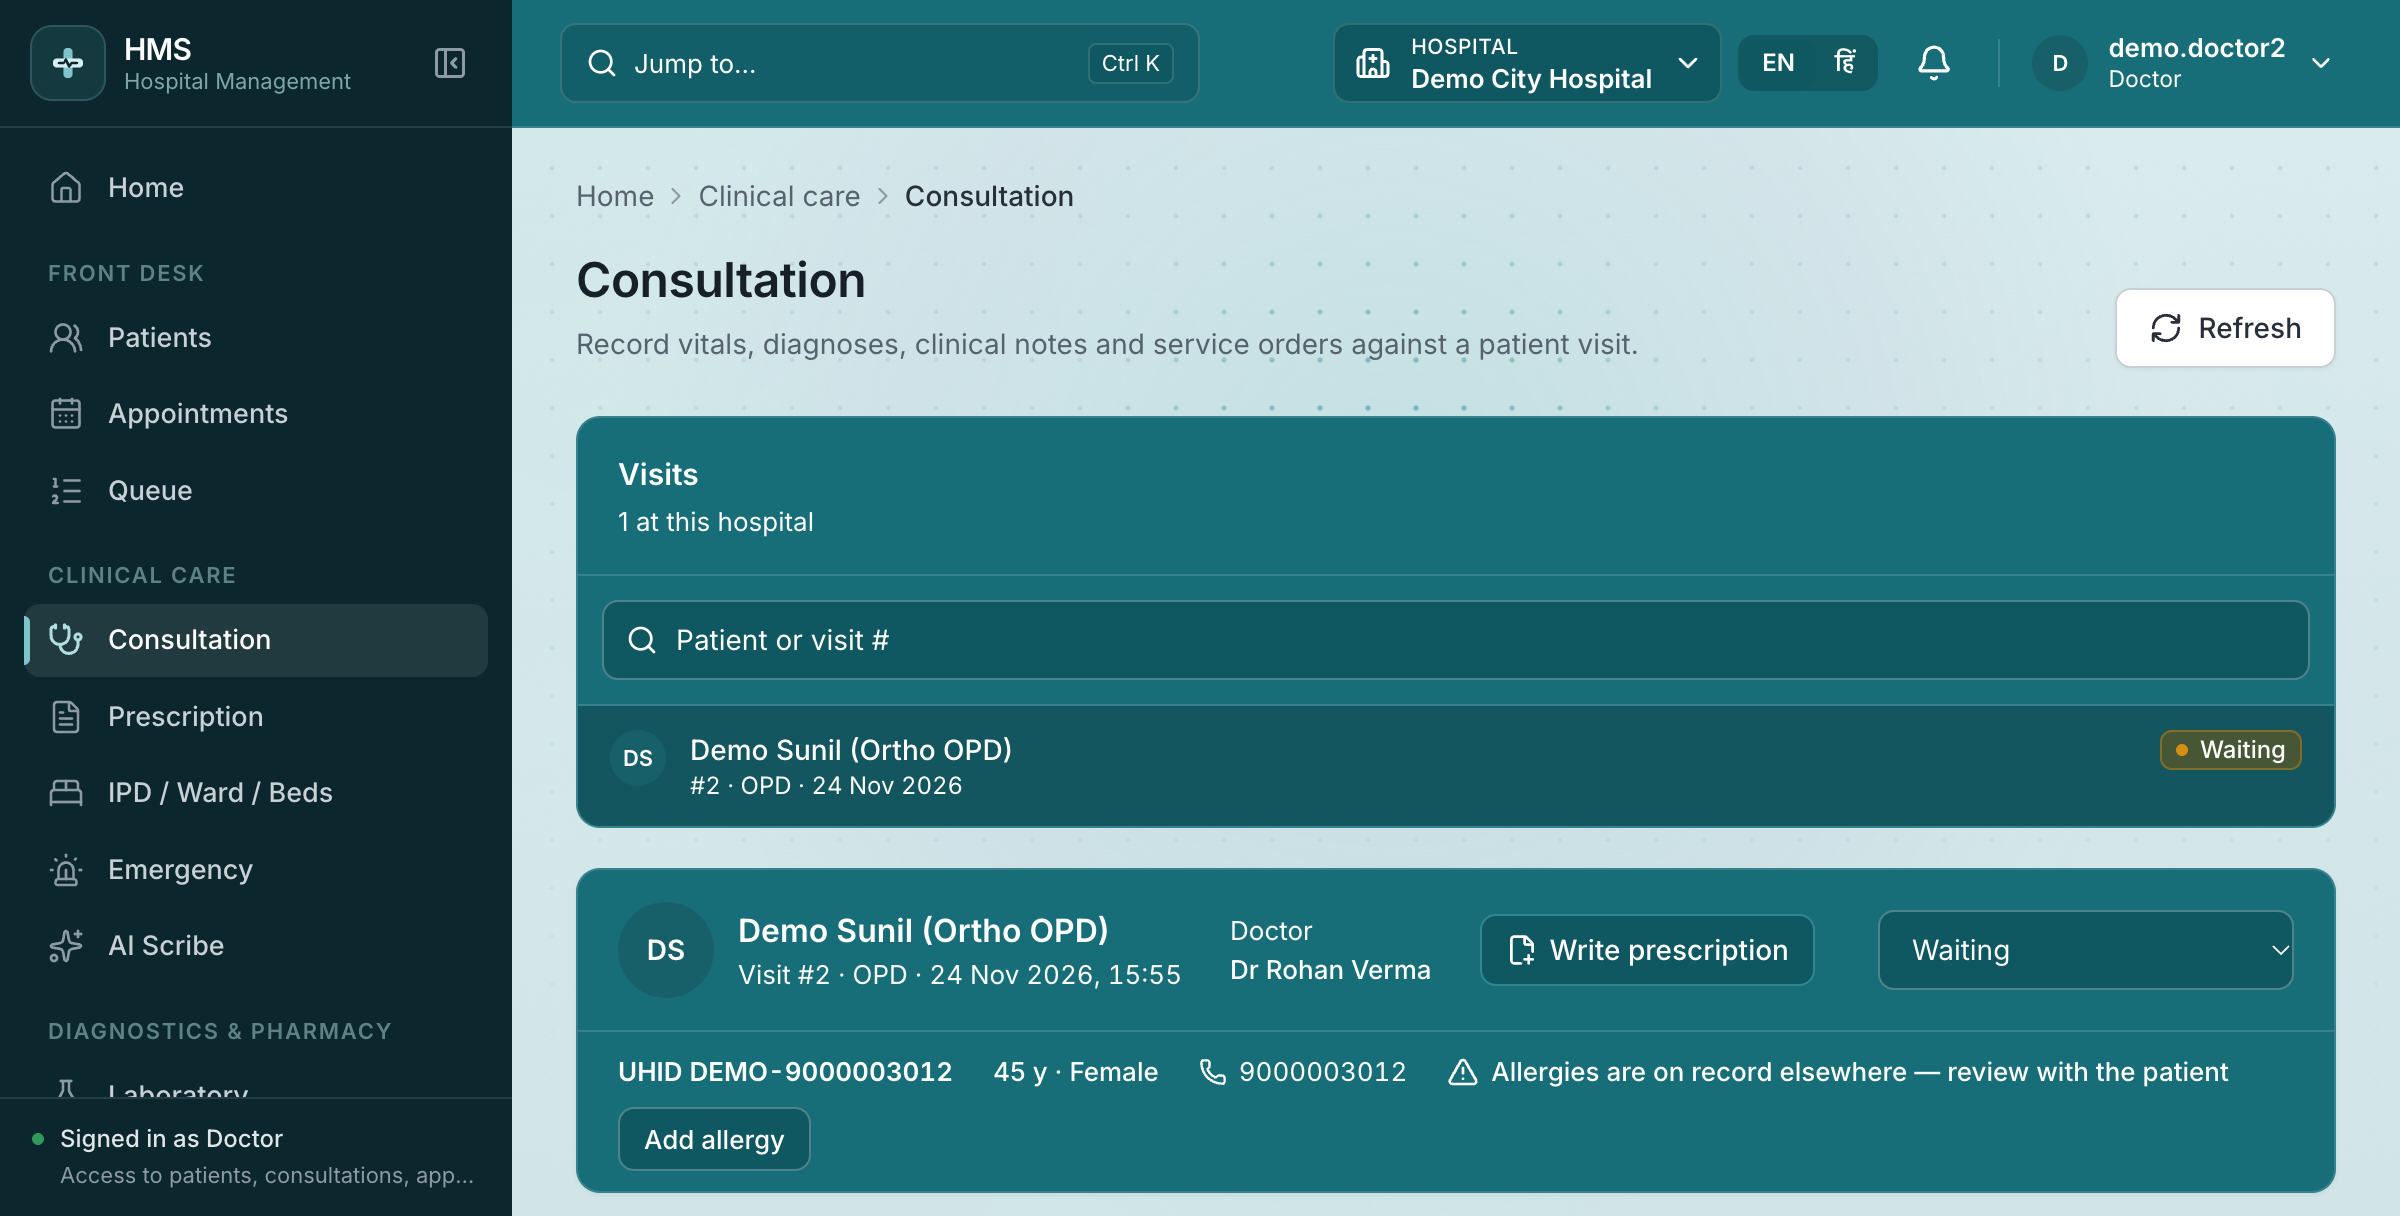 HMS
Hospital Management
Jump to...
Ctrl K
HOSPITAL
Demo City Hospital
EN
हिं
D
demo.doctor2
Doctor
Home
FRONT DESK
Patients
Appointments
Queue
CLINICAL CARE
Consultation
Prescription
IPD / Ward / Beds
Emergency
AI Scribe
DIAGNOSTICS & PHARMACY
Laboratory
Signed in as Doctor
Access to patients, consultations, app...
Home > Clinical care > Consultation
Consultation
Record vitals, diagnoses, clinical notes and service orders against a patient visit.
Refresh
Visits
1 at this hospital
Patient or visit #
DS
Demo Sunil (Ortho OPD)
#2 · OPD · 24 Nov 2026
Waiting
DS
Demo Sunil (Ortho OPD)
Visit #2 · OPD · 24 Nov 2026, 15:55
Doctor
Dr Rohan Verma
Write prescription
Waiting
UHID DEMO-9000003012
45 y · Female
9000003012
Allergies are on record elsewhere — review with the patient
Add allergy